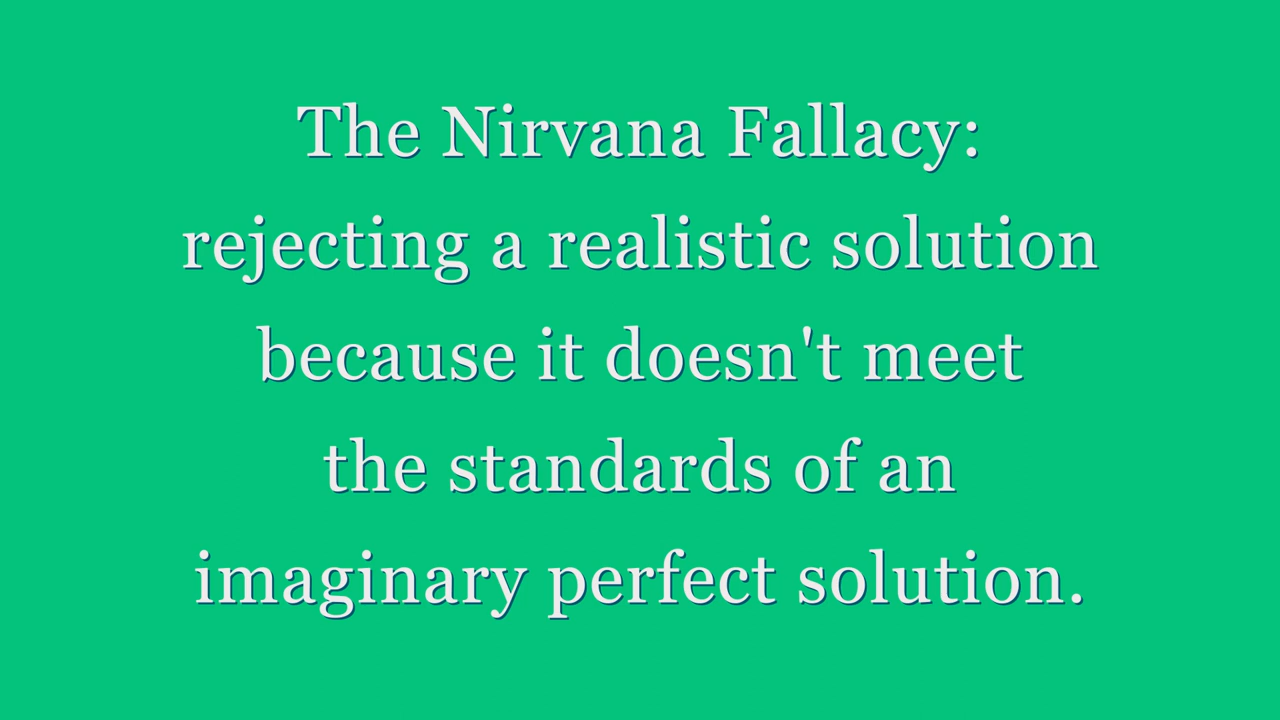 The Nirvana Fallacy:
rejecting a realistic solution
because it doesn't meet
the standards of an
imaginary perfect solution.